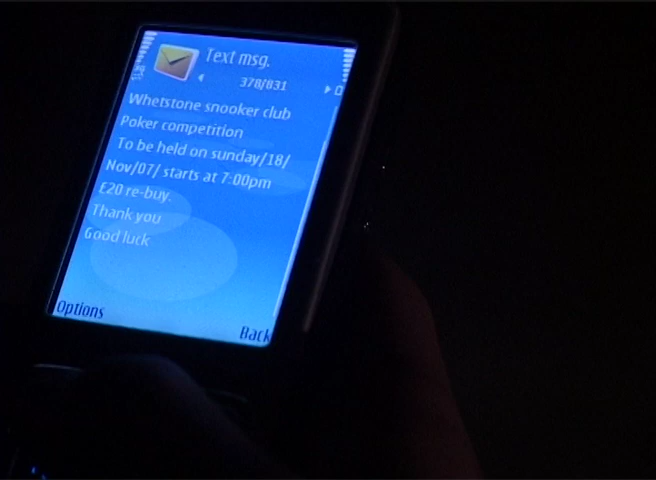 Text msg.
378/831
Whetstone snooker club
Poker competition
To be held on sunday/18/
Nov/07/ starts at 7:00pm
£20 re-buy.
Thank you
Good luck
Options
Back